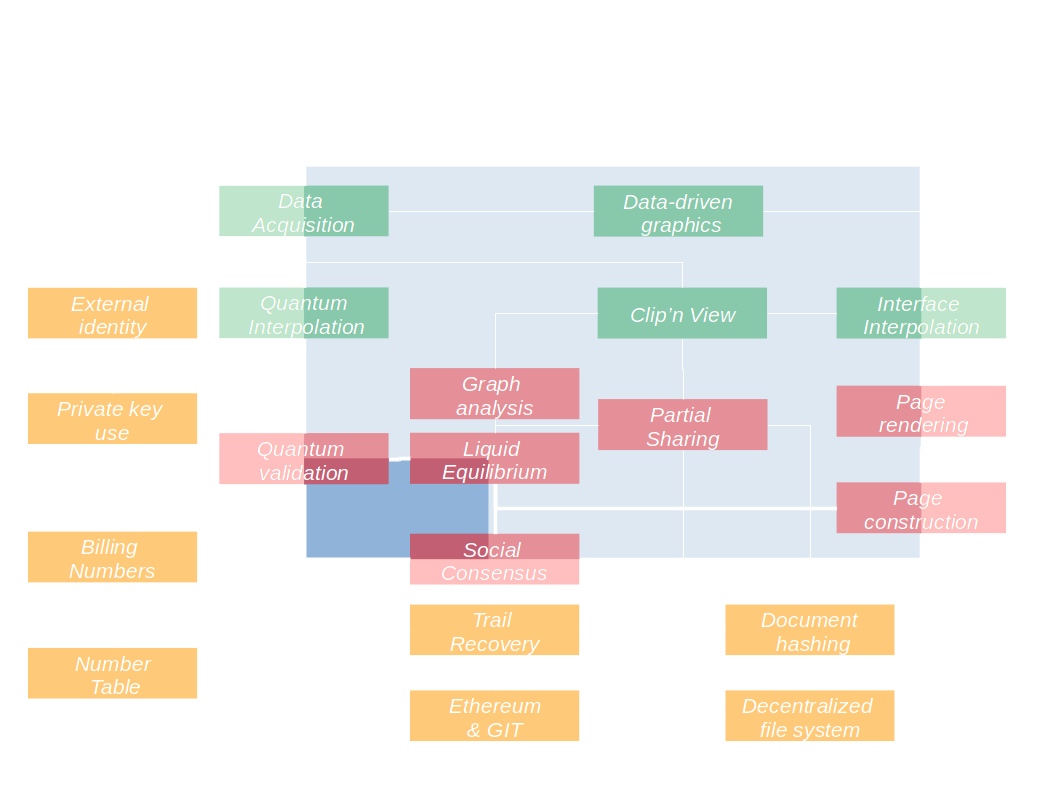 Data
Acquisition
Data-driven
graphics
External
identity
Quantum
Interpolation
Clip’n View
Interface
Interpolation
Graph
analysis
Private key
use
Partial
Sharing
Page
rendering
Quantum
validation
Liquid
Equilibrium
Page
construction
Billing
Numbers
Social
Consensus
Trail
Recovery
Document
hashing
Number
Table
Ethereum
& GIT
Decentralized
file system